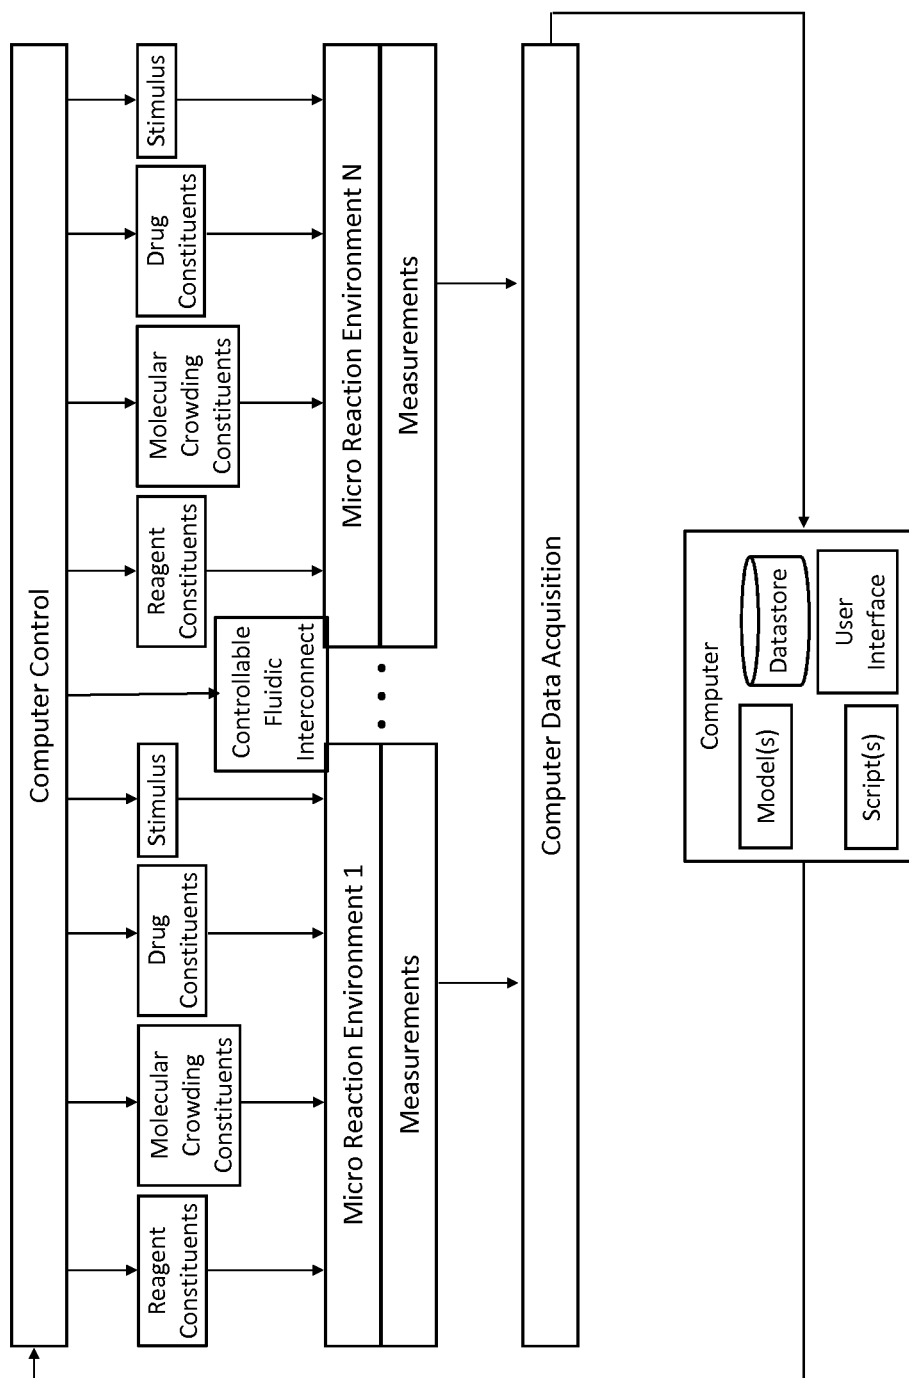 Computer Control
Reagent
Constituents
Molecular
Crowding
Constituents
Drug
Constituents
Stimulus
Controllable
Fluidic
Interconnect
Reagent
Constituents
Molecular
Crowding
Constituents
Drug
Constituents
Stimulus
Micro Reaction Environment 1
Measurements
• • •
Micro Reaction Environment N
Measurements
Computer Data Acquisition
Computer
Model(s)
Datastore
Script(s)
User
Interface